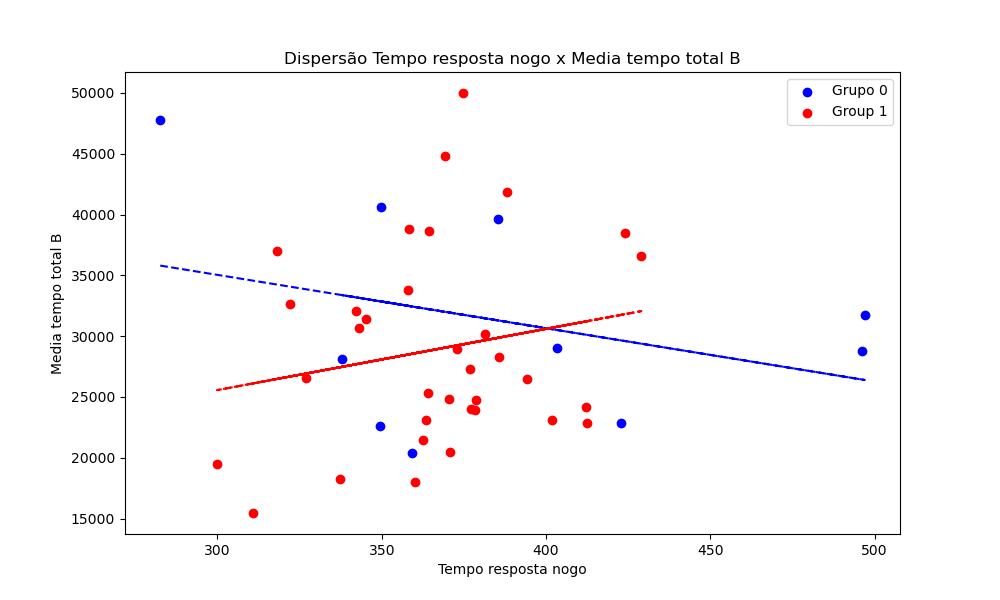 Dispersão Tempo resposta nogo x Media tempo total B
Grupo 0
Group 1
Media tempo total B
50000
45000
40000
35000
30000
25000
20000
15000
300
350
400
450
500
Tempo resposta nogo